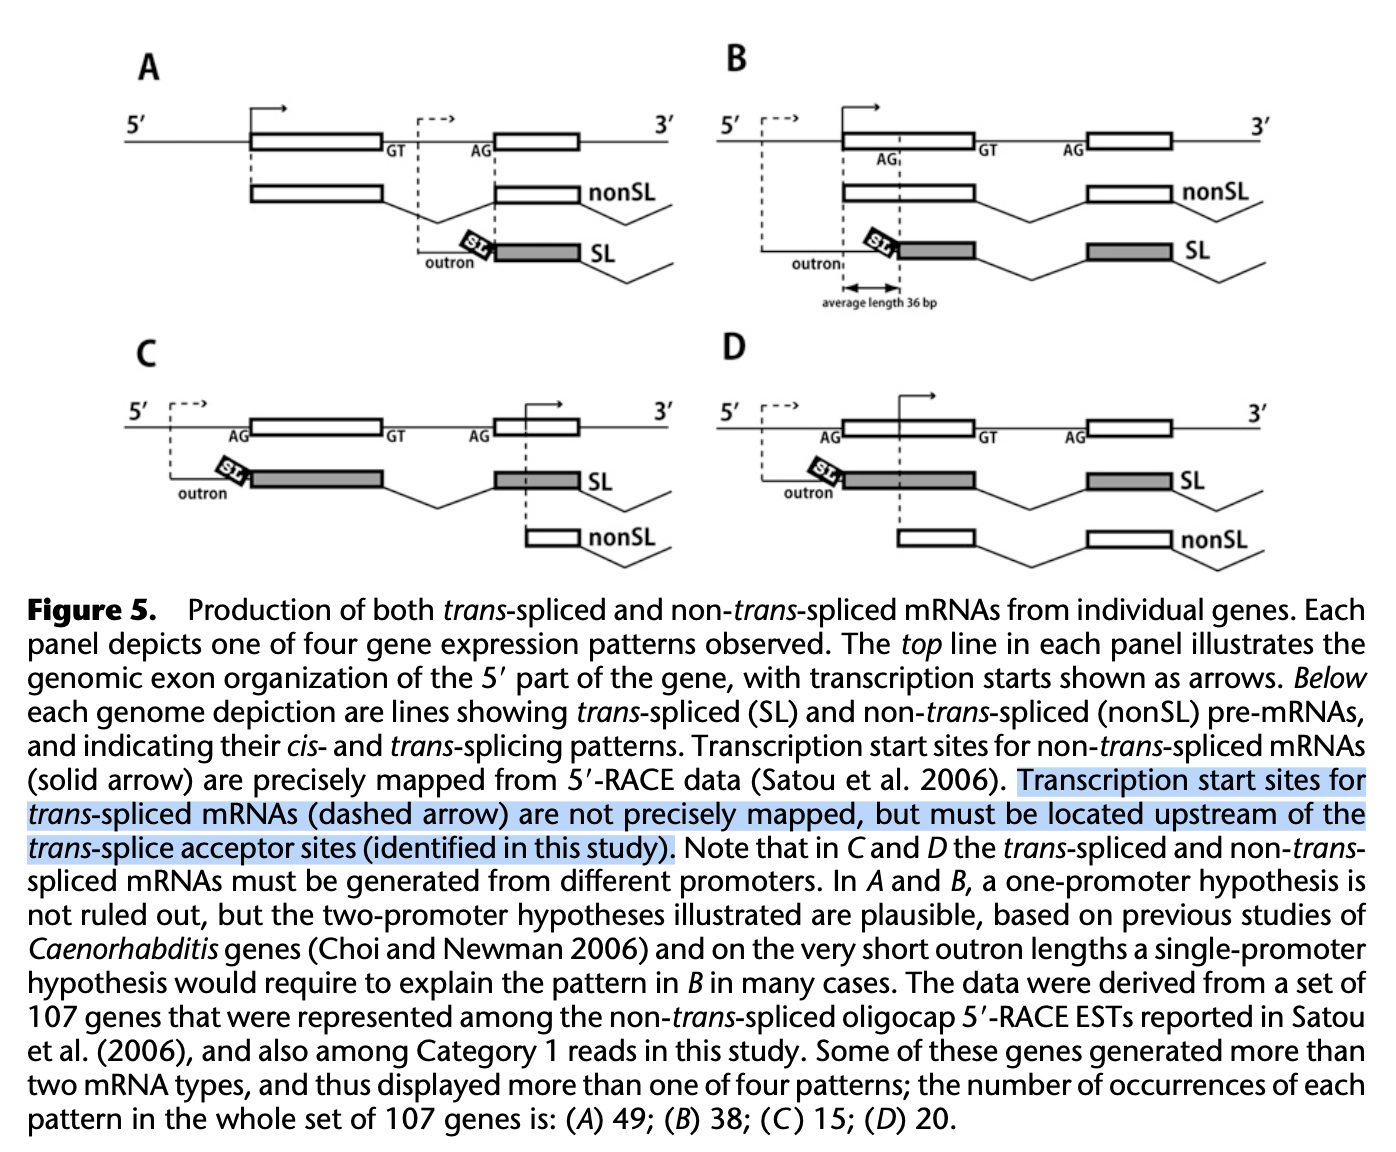 A
5′ 3′
GT AG
nonSL
SL SL
outron
B
5′ 3′
AG GT AG
nonSL
SL SL
outron
average length 36 bp
C
5′ 3′
AG GT AG
SL SL
outron
nonSL
D
5′ 3′
AG GT AG
SL SL
outron
nonSL
Figure 5. Production of both trans-spliced and non-trans-spliced mRNAs from individual genes. Each
panel depicts one of four gene expression patterns observed. The top line in each panel illustrates the
genomic exon organization of the 5′ part of the gene, with transcription starts shown as arrows. Below
each genome depiction are lines showing trans-spliced (SL) and non-trans-spliced (nonSL) pre-mRNAs,
and indicating their cis- and trans-splicing patterns. Transcription start sites for non-trans-spliced mRNAs
(solid arrow) are precisely mapped from 5′-RACE data (Satou et al. 2006). Transcription start sites for
trans-spliced mRNAs (dashed arrow) are not precisely mapped, but must be located upstream of the
trans-splice acceptor sites (identified in this study). Note that in C and D the trans-spliced and non-trans-
spliced mRNAs must be generated from different promoters. In A and B, a one-promoter hypothesis is
not ruled out, but the two-promoter hypotheses illustrated are plausible, based on previous studies of
Caenorhabditis genes (Choi and Newman 2006) and on the very short outron lengths a single-promoter
hypothesis would require to explain the pattern in B in many cases. The data were derived from a set of
107 genes that were represented among the non-trans-spliced oligocap 5′-RACE ESTs reported in Satou
et al. (2006), and also among Category 1 reads in this study. Some of these genes generated more than
two mRNA types, and thus displayed more than one of four patterns; the number of occurrences of each
pattern in the whole set of 107 genes is: (A) 49; (B) 38; (C) 15; (D) 20.